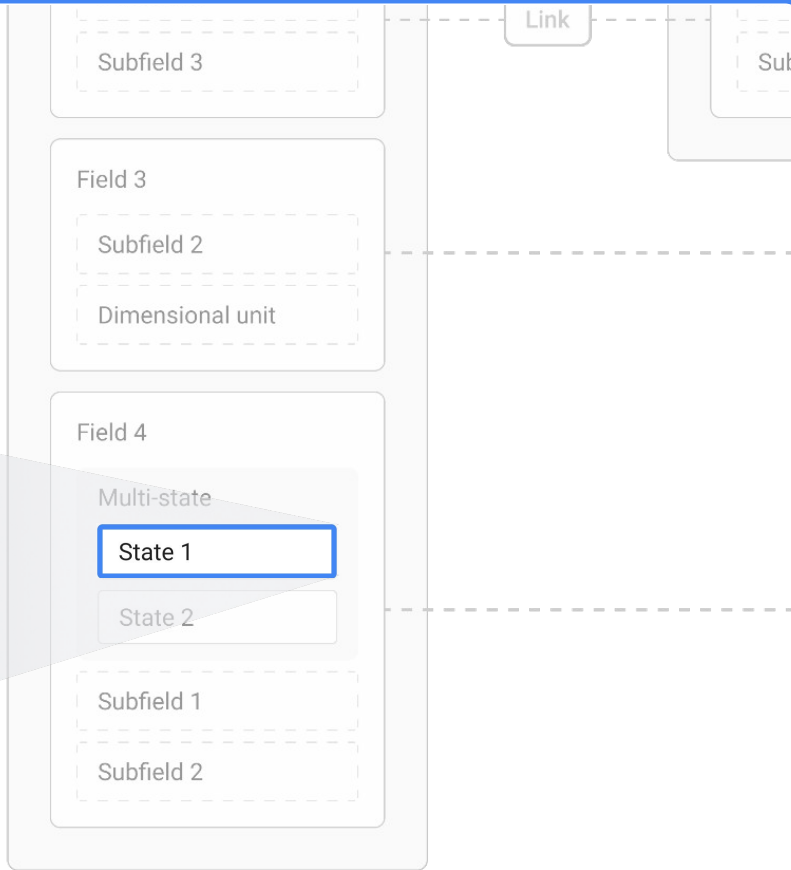 Link
Subfield 3
Sub
Field 3
Subfield 2
Dimensional unit
Field 4
Multi-state
State 1
State 2
Subfield 1
Subfield 2